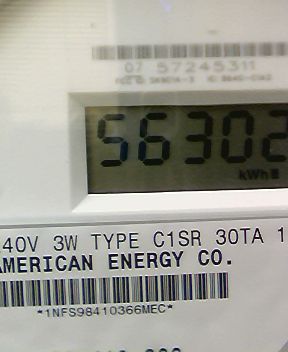 07 57245311
56302
kWh
40V 3W TYPE C1SR 30TA 1
AMERICAN ENERGY CO.
*1NFS98410366MEC*